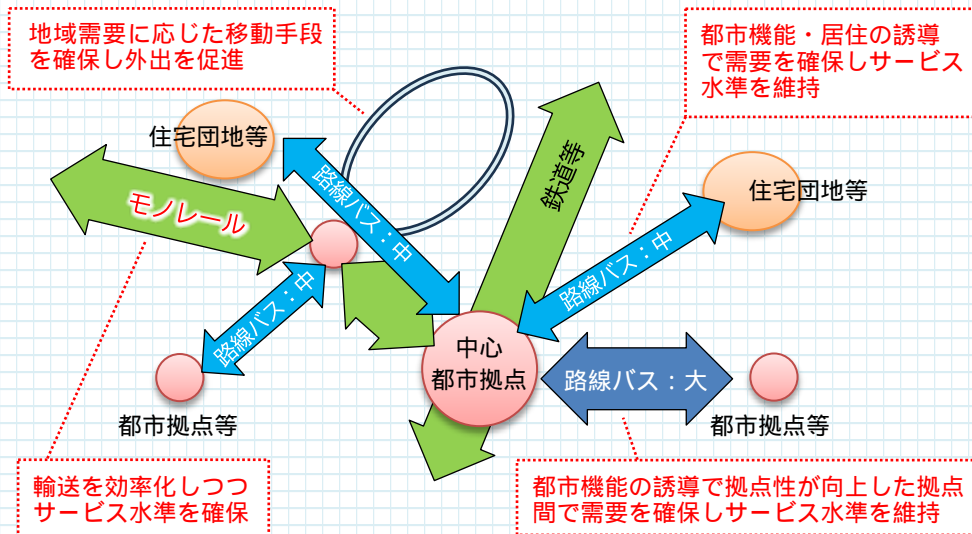 地域需要に応じた移動手段
を確保し外出を促進
都市機能・居住の誘導
で需要を確保しサービス
水準を維持
住宅団地等
鉄道等
住宅団地等
モノレール
路線バス：中
路線バス：中
路線バス：中
中心
都市拠点
路線バス：大
都市拠点等
都市拠点等
輸送を効率化しつつ
サービス水準を確保
都市機能の誘導で拠点性が向上した拠点
間で需要を確保しサービス水準を維持